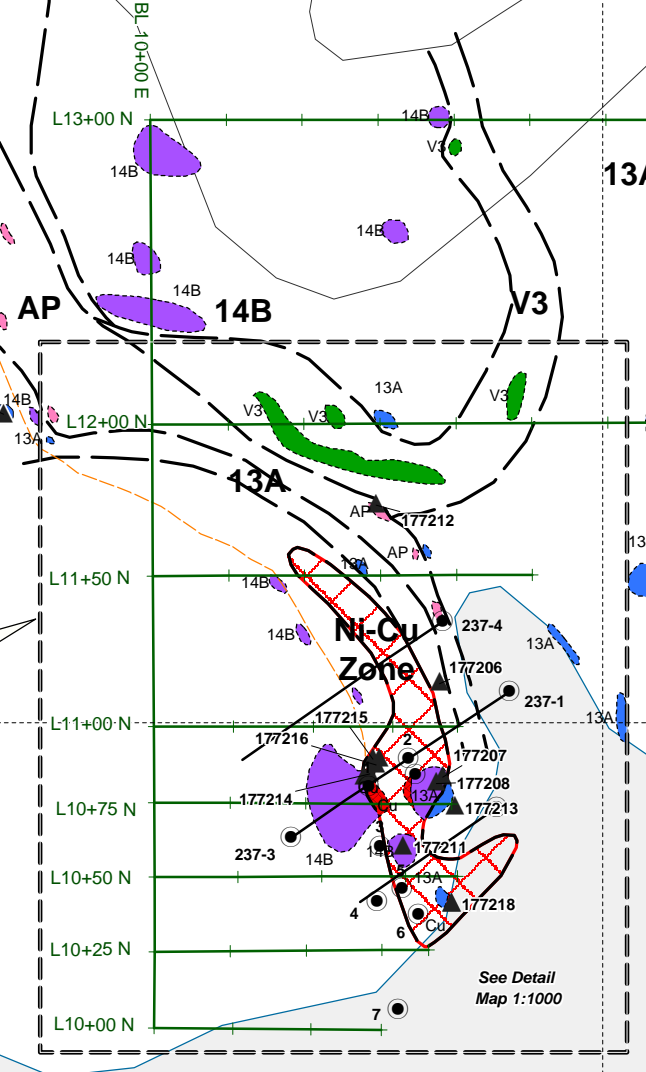 BL 10+00 E
L13+00 N
14B
V3
14B
14B
14B
14B
13A
AP
14B
V3
14B
13A
V3
V3
13A
V3
L12+00 N
13A
AP
177212
AP
13A
13
L11+50 N
14B
14B
Ni-Cu
Zone
237-4
13A
177206
237-1
177215
13A
L11+00 N
177216
2
177207
177208
177214
13A
177213
Cu
L10+75 N
237-3
14B
3
14B
177211
5
13A
L10+50 N
177218
4
6
Cu
L10+25 N
See Detail
Map 1:1000
7
L10+00 N